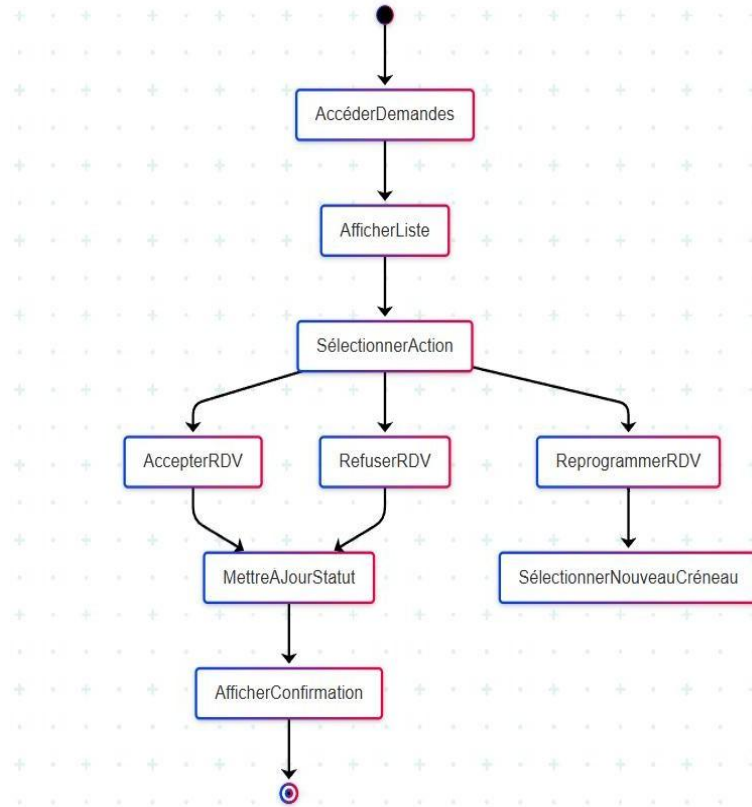 AccéderDemandes
AfficherListe
SélectionnerAction
AccepterRDV
RefuserRDV
ReprogrammerRDV
MettreAJourStatut
SélectionnerNouveauCréneau
AfficherConfirmation